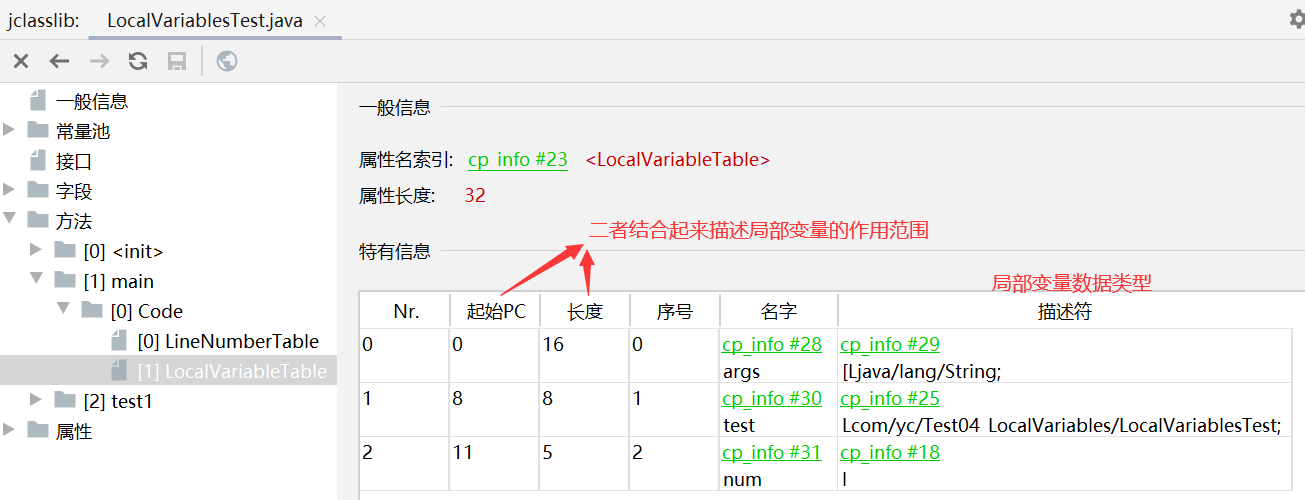 jclasslib: LocalVariablesTest.java
一般信息
常量池
接口
字段
方法
[0] <init>
[1] main
[0] Code
[0] LineNumberTable
[1] LocalVariableTable
[2] test1
属性
一般信息
属性名索引: cp_info #23 <LocalVariableTable>
属性长度: 32
二者结合起来描述局部变量的作用范围
特有信息
局部变量数据类型
Nr. 起始PC 长度 序号 名字 描述符
0 0 16 0 cp_info #28 cp_info #29
args [Ljava/lang/String;
1 8 8 1 cp_info #30 cp_info #25
test Lcom/yc/Test04_LocalVariables/LocalVariablesTest;
2 11 5 2 cp_info #31 cp_info #18
num I